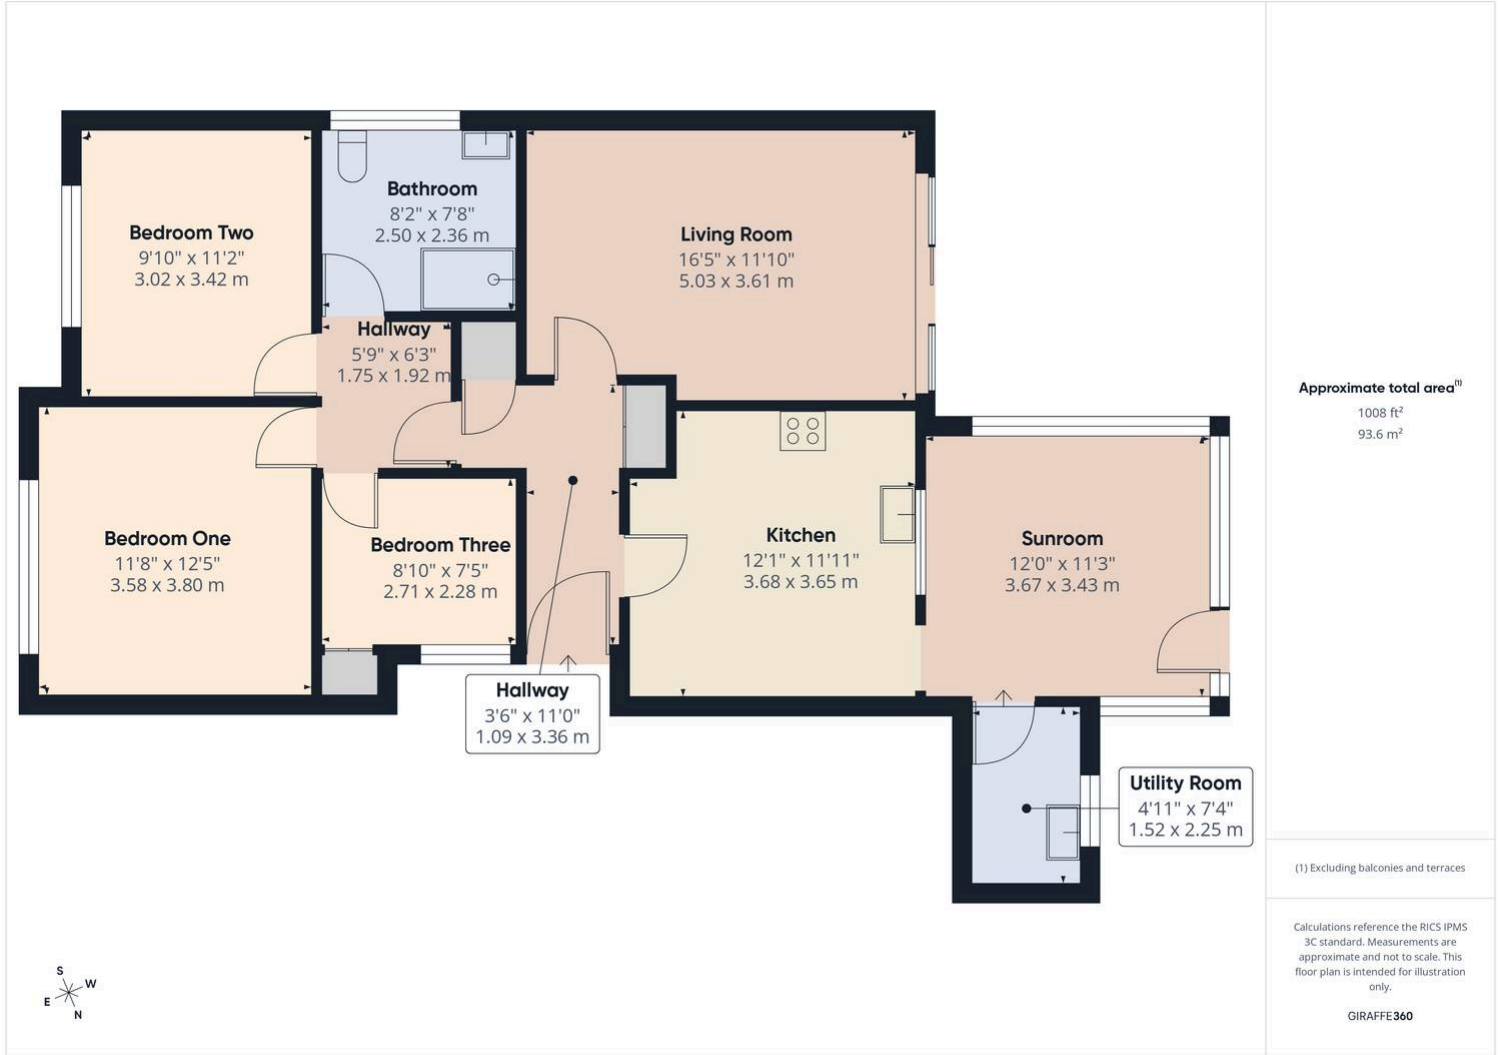 Bedroom Two
9'10" x 11'2"
3.02 x 3.42 m
Bathroom
8'2" x 7'8"
2.50 x 2.36 m
Living Room
16'5" x 11'10"
5.03 x 3.61 m
Hallway
5'9" x 6'3"
1.75 x 1.92 m
Bedroom One
11'8" x 12'5"
3.58 x 3.80 m
Bedroom Three
8'10" x 7'5"
2.71 x 2.28 m
Kitchen
12'1" x 11'11"
3.68 x 3.65 m
Sunroom
12'0" x 11'3"
3.67 x 3.43 m
Hallway
3'6" x 11'0"
1.09 x 3.36 m
Utility Room
4'11" x 7'4"
1.52 x 2.25 m
S
W
E
N
Approximate total area(1)
1008 ft²
93.6 m²
(1) Excluding balconies and terraces
Calculations reference the RICS IPMS
3C standard. Measurements are
approximate and not to scale. This
floor plan is intended for illustration
only.
GIRAFFE360